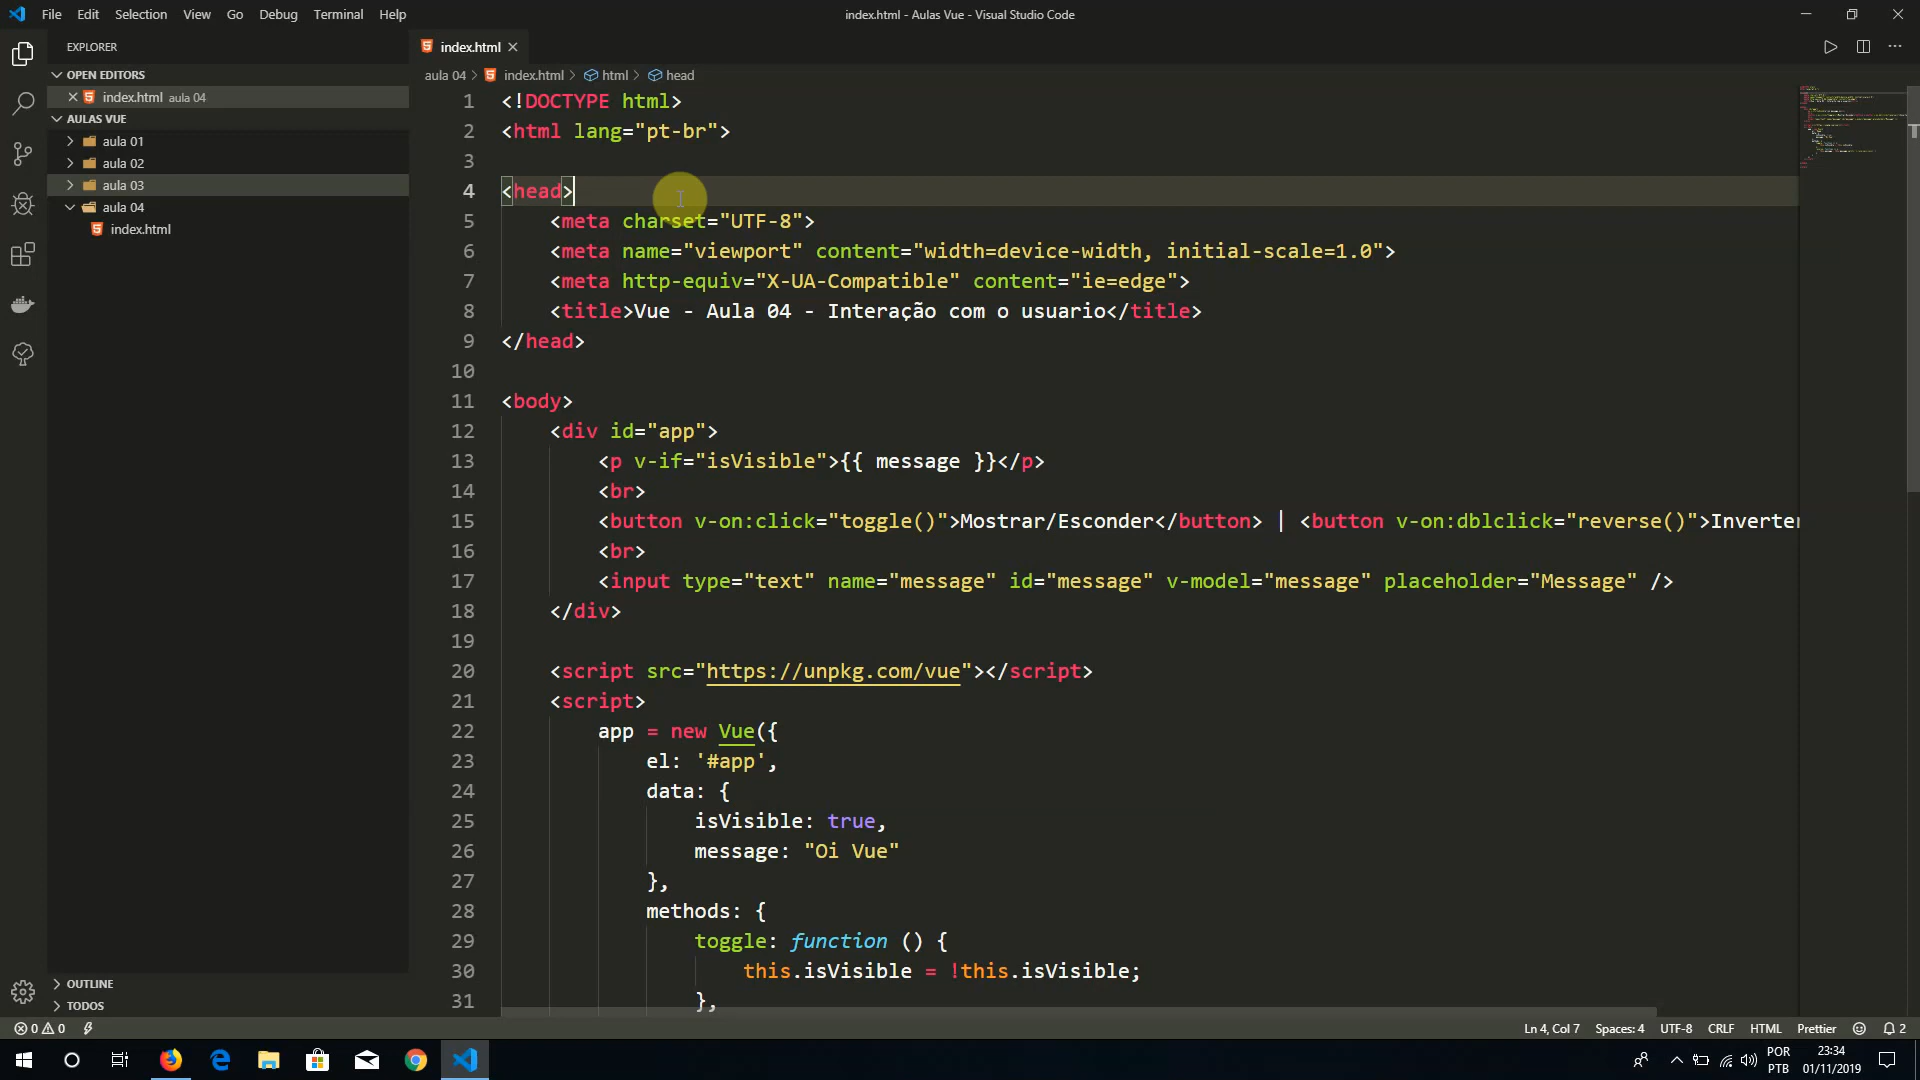 File Edit Selection View Go Debug Terminal Help
index.html - Aulas Vue - Visual Studio Code
EXPLORER
OPEN EDITORS
index.html aula 04
AULAS VUE
aula 01
aula 02
aula 03
aula 04
index.html
OUTLINE
TODOS
index.html
aula 04 > index.html > html > head
1 <!DOCTYPE html>
2 <html lang="pt-br">
3
4 <head>
5 <meta charset="UTF-8">
6 <meta name="viewport" content="width=device-width, initial-scale=1.0">
7 <meta http-equiv="X-UA-Compatible" content="ie=edge">
8 <title>Vue - Aula 04 - Interação com o usuario</title>
9 </head>
10
11 <body>
12 <div id="app">
13 <p v-if="isVisible">{{ message }}</p>
14 <br>
15 <button v-on:click="toggle()">Mostrar/Esconder</button> | <button v-on:dblclick="reverse()">Inverter
16 <br>
17 <input type="text" name="message" id="message" v-model="message" placeholder="Message" />
18 </div>
19
20 <script src="https://unpkg.com/vue"></script>
21 <script>
22 app = new Vue({
23 el: '#app',
24 data: {
25 isVisible: true,
26 message: "Oi Vue"
27 },
28 methods: {
29 toggle: function () {
30 this.isVisible = !this.isVisible;
31 },
0 0
Ln 4, Col 7 Spaces: 4 UTF-8 CRLF HTML Prettier 2
POR
PTB
23:34
01/11/2019